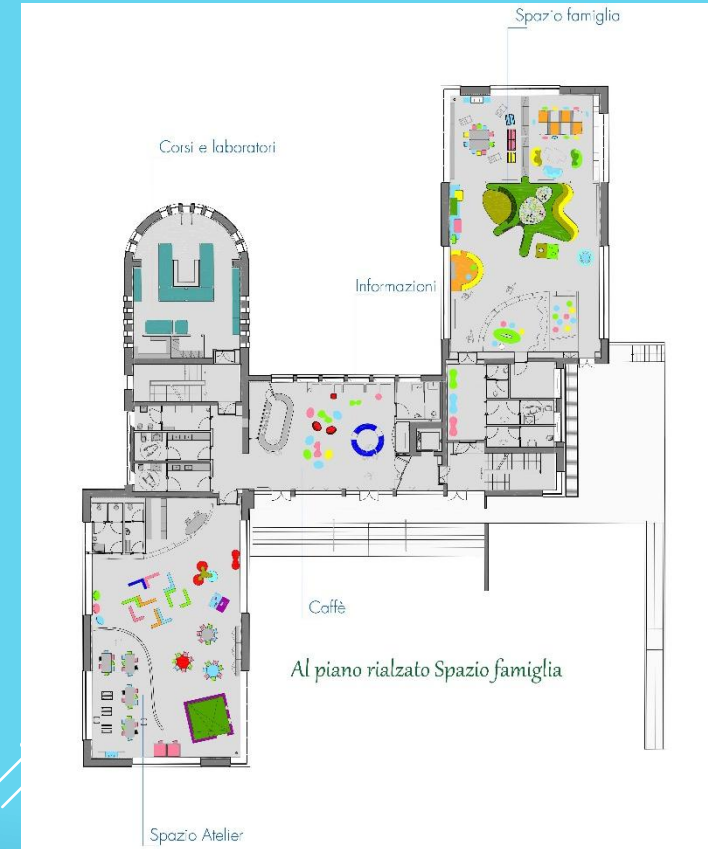 Spazio famiglia
Corsi e laboratori
Informazioni
Caffè
Al piano rialzato Spazio famiglia
Spazio Atelier